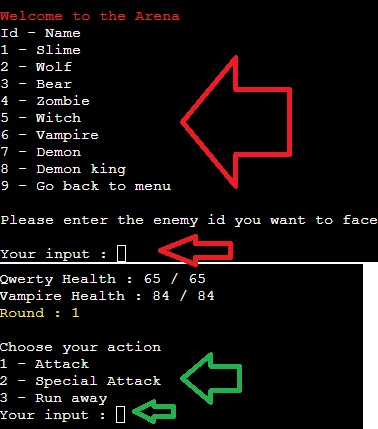 Welcome to the Arena
Id - Name
1 - Slime
2 - Wolf
3 - Bear
4 - Zombie
5 - Witch
6 - Vampire
7 - Demon
8 - Demon king
9 - Go back to menu
Please enter the enemy id you want to face
Your input :
Qwerty Health : 65 / 65
Vampire Health : 84 / 84
Round : 1
Choose your action
1 - Attack
2 - Special Attack
3 - Run away
Your input :